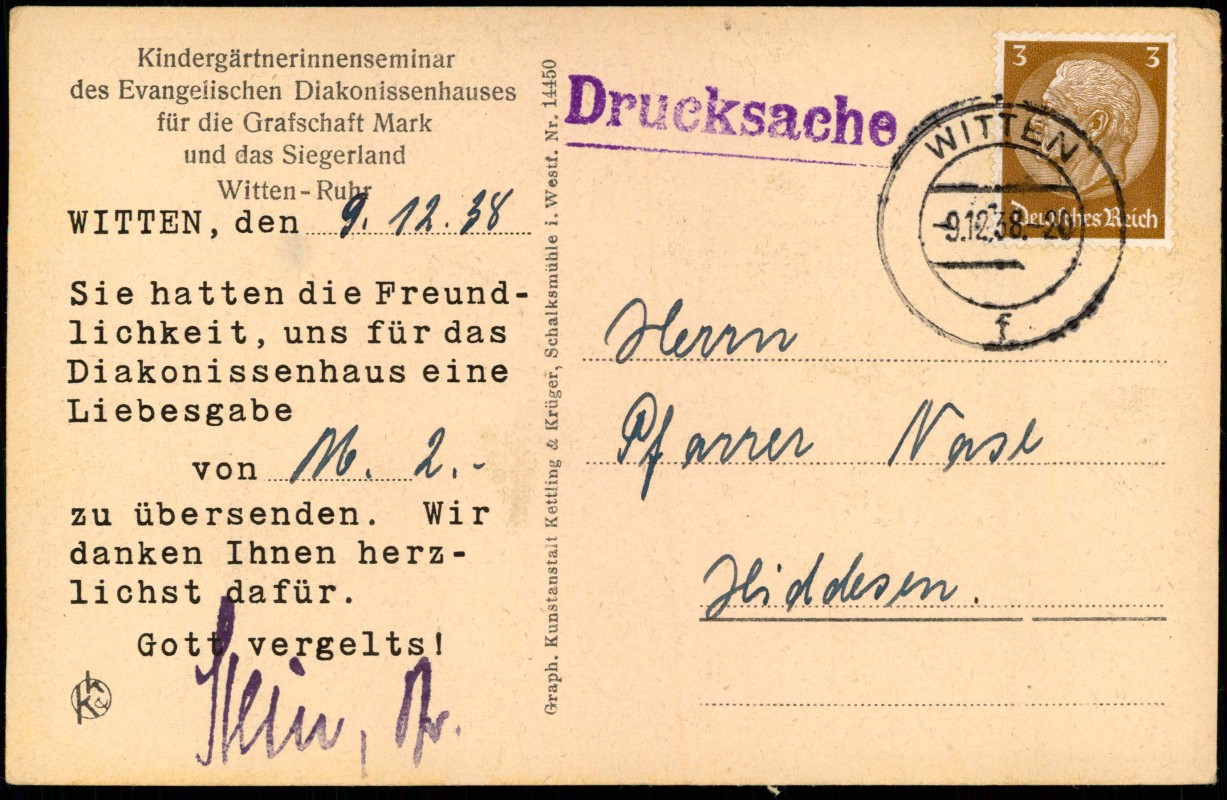 Kindergärtnerinnenseminar
des Evangelischen Diakonissenhauses
für die Grafschaft Mark
und das Siegerland
Witten-Ruhr
WITTEN, den 9. 12. 38
Sie hatten die Freund-
lichkeit, uns für das
Diakonissenhaus eine
Liebesgabe
von M. 2.-
zu übersenden. Wir
danken Ihnen herz-
lichst dafür.
Gott vergelts!
Graph. Kunstanstalt Kettling & Krüger, Schalksmühle i. Westf. Nr. 14450
Drucksache
3 3
Deutsches Reich
WITTEN
-9.12.38.-20
f
Herrn
Pfarrer Nase
Hiddesen.
K&K